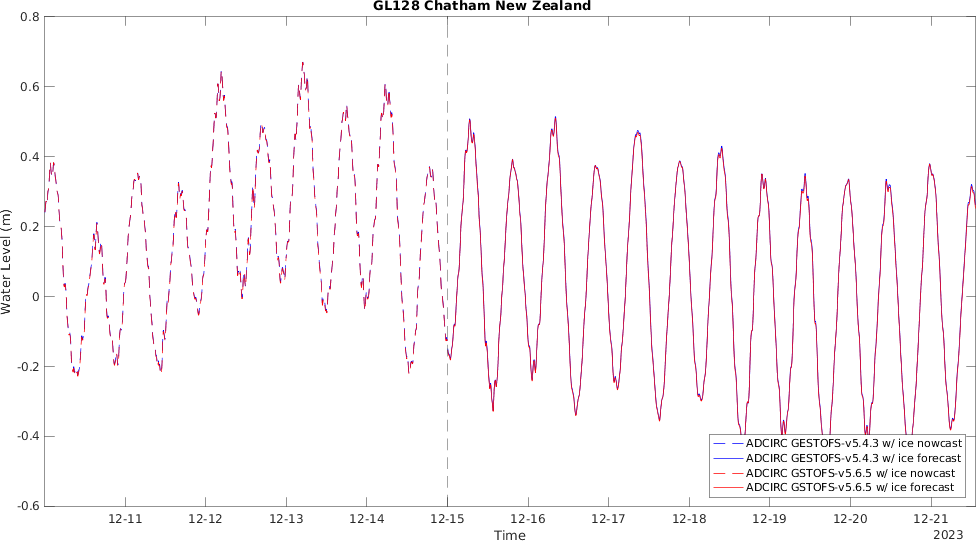 GL128 Chatham New Zealand
0.8
0.6
0.4
0.2
0
-0.2
-0.4
-0.6
Water Level (m)
ADCIRC GESTOFS-v5.4.3 w/ ice nowcast
ADCIRC GESTOFS-v5.4.3 w/ ice forecast
ADCIRC GSTOFS-v5.6.5 w/ ice nowcast
ADCIRC GSTOFS-v5.6.5 w/ ice forecast
12-11 12-12 12-13 12-14 12-15 12-16 12-17 12-18 12-19 12-20 12-21
Time
2023